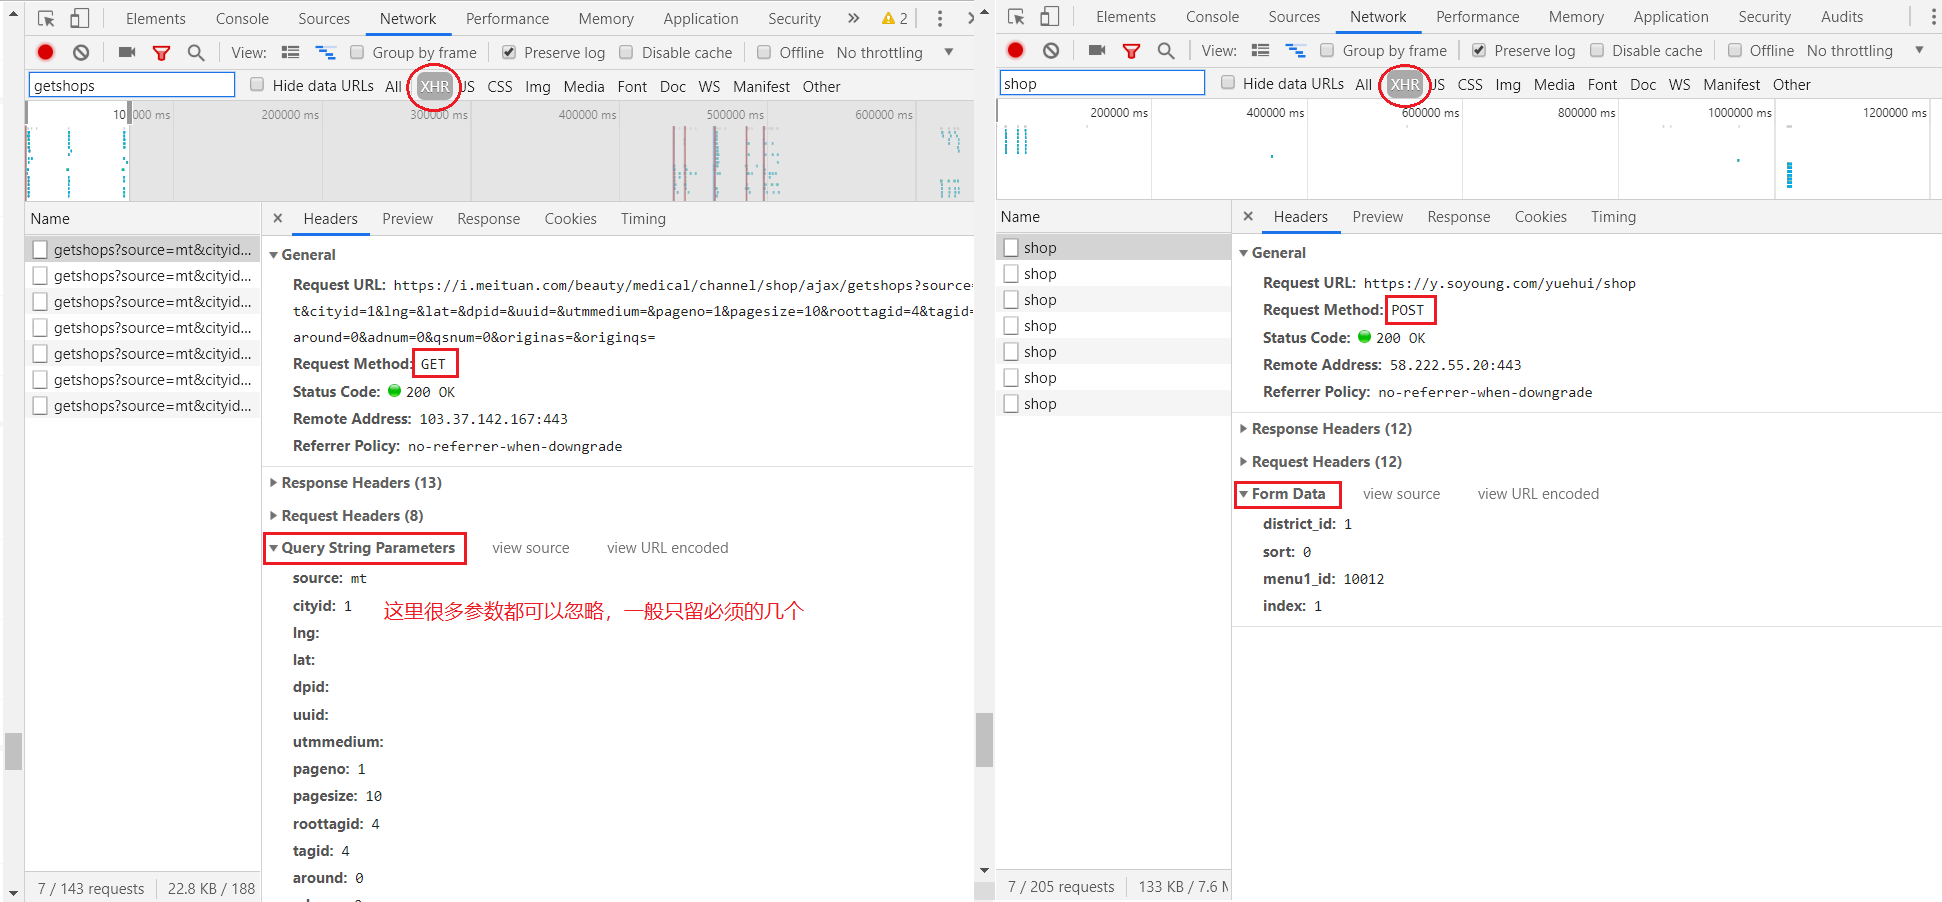 Elements Console Sources Network Performance Memory Application Security » 2
View: Group by frame Preserve log Disable cache Offline No throttling
getshops Hide data URLs All XHR JS CSS Img Media Font Doc WS Manifest Other
200000 ms 300000 ms 400000 ms 500000 ms 600000 ms
Name
getshops?source=mt&cityid...
getshops?source=mt&cityid...
getshops?source=mt&cityid...
getshops?source=mt&cityid...
getshops?source=mt&cityid...
getshops?source=mt&cityid...
getshops?source=mt&cityid...
7 / 143 requests 22.8 KB / 188
× Headers Preview Response Cookies Timing
General
Request URL: https://i.meituan.com/beauty/medical/channel/shop/ajax/getshops?source=
t&cityid=1&lng=&lat=&dpid=&uuid=&utmmedium=&pageno=1&pagesize=10&roottagid=4&tagid=
around=0&adnum=0&qsnum=0&originas=&originqs=
Request Method: GET
Status Code: 200 OK
Remote Address: 103.37.142.167:443
Referrer Policy: no-referrer-when-downgrade
Response Headers (13)
Request Headers (8)
Query String Parameters view source view URL encoded
source: mt
cityid: 1
这里很多参数都可以忽略，一般只留必须的几个
lng:
lat:
dpid:
uuid:
utmmedium:
pageno: 1
pagesize: 10
roottagid: 4
tagid: 4
around: 0
Elements Console Sources Network Performance Memory Application Security Audits
View: Group by frame Preserve log Disable cache Offline No throttling
shop Hide data URLs All XHR JS CSS Img Media Font Doc WS Manifest Other
200000 ms 400000 ms 600000 ms 800000 ms 1000000 ms 1200000 ms
Name
shop
shop
shop
shop
shop
shop
shop
7 / 205 requests 133 KB / 7.6 M
× Headers Preview Response Cookies Timing
General
Request URL: https://y.soyoung.com/yuehui/shop
Request Method: POST
Status Code: 200 OK
Remote Address: 58.222.55.20:443
Referrer Policy: no-referrer-when-downgrade
Response Headers (12)
Request Headers (12)
Form Data view source view URL encoded
district_id: 1
sort: 0
menu1_id: 10012
index: 1